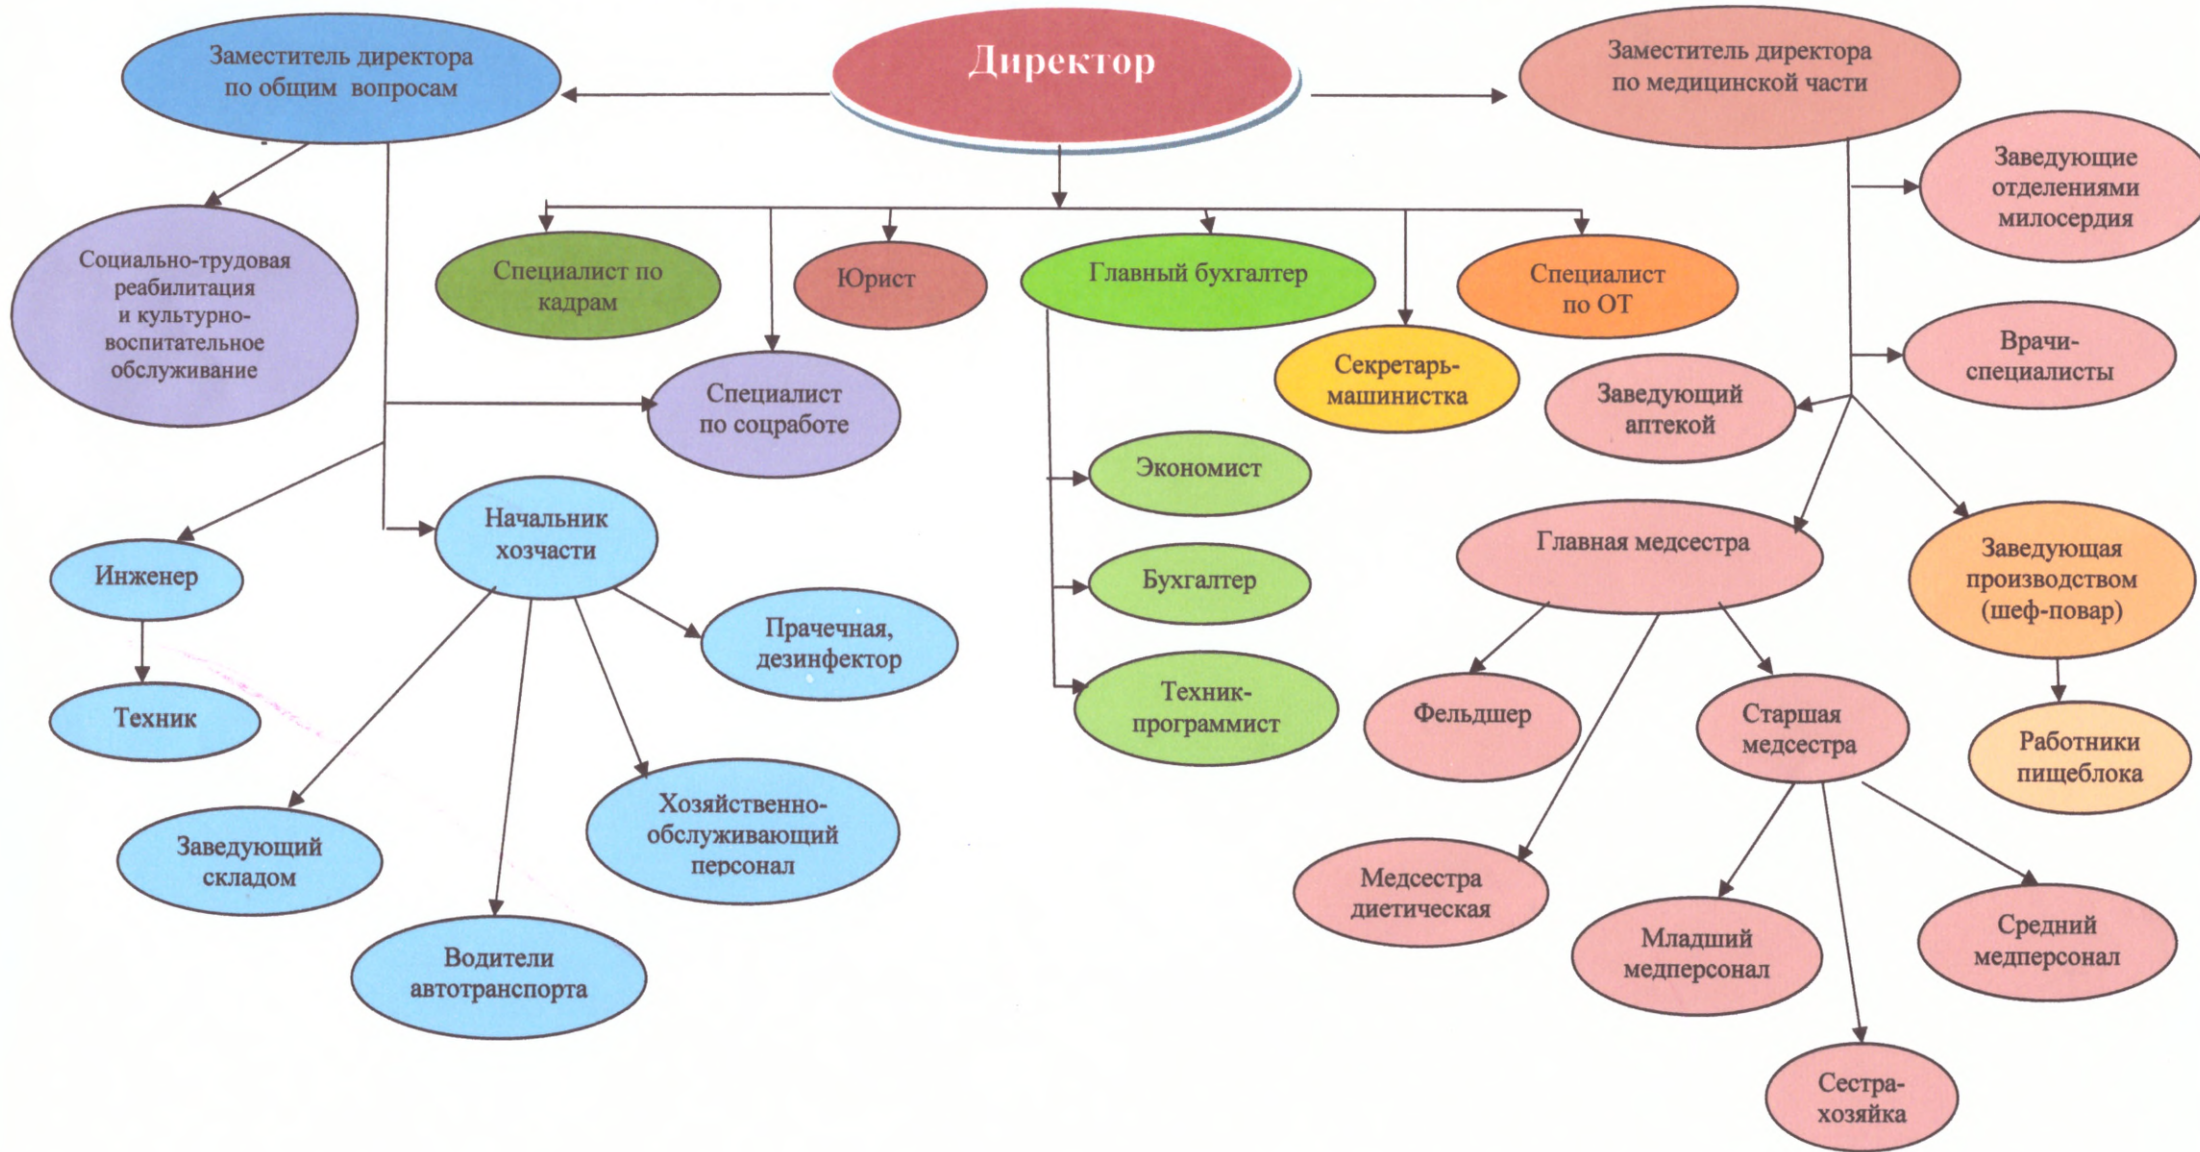 Заместитель директора
по общим вопросам
Директор
Заместитель директора
по медицинской части
Заведующие
отделениями
милосердия
Социально-трудовая
реабилитация
и культурно-
воспитательное
обслуживание
Специалист по
кадрам
Юрист
Главный бухгалтер
Специалист
по ОТ
Секретарь-
машинистка
Врачи-
специалисты
Специалист
по соцработе
Заведующий
аптекой
Экономист
Начальник
хозчасти
Главная медсестра
Заведующая
производством
(шеф-повар)
Инженер
Бухгалтер
Прачечная,
дезинфектор
Техник
Техник-
программист
Фельдшер
Старшая
медсестра
Работники
пищеблока
Хозяйственно-
обслуживающий
персонал
Заведующий
складом
Медсестра
диетическая
Младший
медперсонал
Средний
медперсонал
Водители
автотранспорта
Сестра-
хозяйка